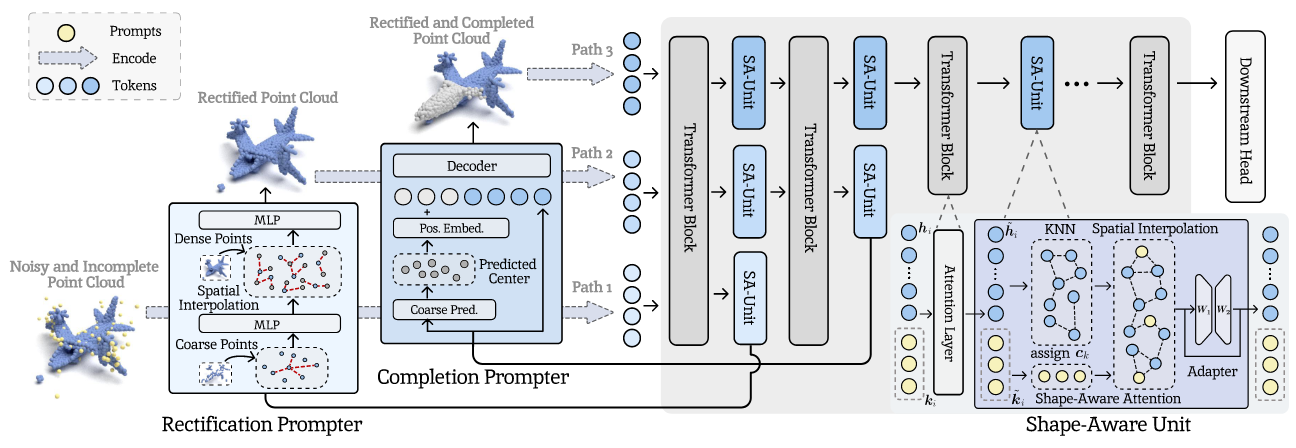 Prompts
Encode
Tokens
Noisy and Incomplete
Point Cloud
Rectified Point Cloud
Rectified and Completed
Point Cloud
MLP
Dense Points
Spatial
Interpolation
MLP
Coarse Points
Rectification Prompter
Decoder
+
Pos. Embed.
Predicted
Center
Coarse Pred.
Completion Prompter
Path 3
Path 2
Path 1
Transformer Block
SA-Unit
SA-Unit
SA-Unit
Transformer Block
SA-Unit
SA-Unit
Transformer Block
SA-Unit
Transformer Block
Downstream Head
h_i
k_i
Attention Layer
h̃_i
k̃_i
KNN
Spatial Interpolation
assign c_k
Shape-Aware Attention
W_1
W_2
Adapter
Shape-Aware Unit